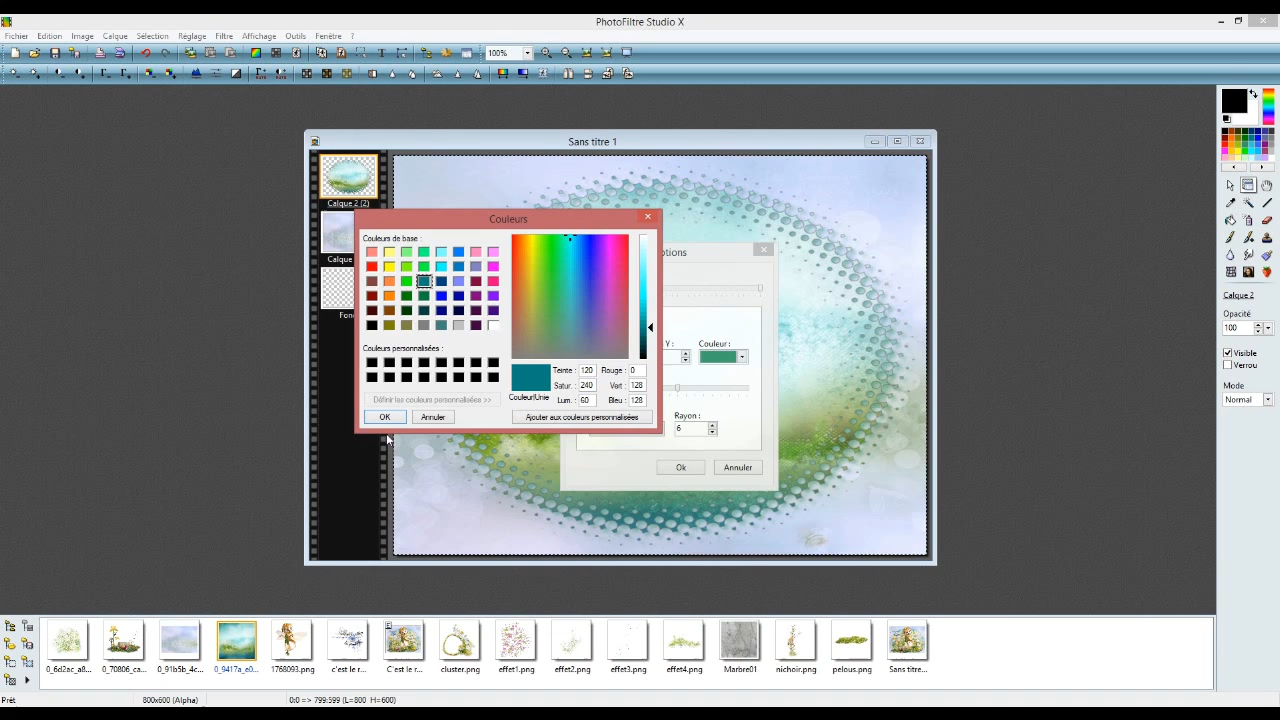 PhotoFiltre Studio X
Fichier Edition Image Calque Sélection Réglage Filtre Affichage Outils Fenêtre ?
100%
Sans titre 1
Calque 2 (2)
Calque
Fon
Couleurs
Couleurs de base :
Couleurs personnalisées :
Définir les couleurs personnalisées >>
OK Annuler
Couleur|Unie
Teinte : 120 Rouge : 0
Satur. : 240 Vert : 128
Lum. : 60 Bleu : 128
Ajouter aux couleurs personnalisées
tions
Y : Couleur :
Rayon :
6
Ok Annuler
Calque 2
Opacité
100
Visible
Verrou
Mode
Normal
0_6d2ac_a8... 0_70806_ca... 0_91b5b_4c... 0_9417a_e0... 1768093.png c'est le r... C'est le r... cluster.png effet1.png effet2.png effet3.png effet4.png Marbre01 nichoir.png pelous.png Sans titre...
Prêt 800x600 (Alpha) 0:0 => 799:599 (L=800 H=600)